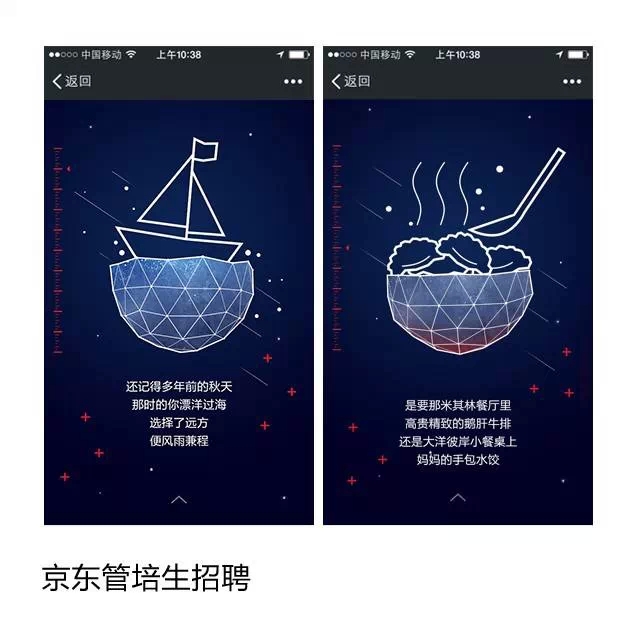 中国移动 上午10:38
返回
还记得多年前的秋天
那时的你漂洋过海
选择了远方
便风雨兼程
中国移动 上午10:38
返回
是要那米其林餐厅里
高贵精致的鹅肝牛排
还是大洋彼岸小餐桌上
妈妈的手包水饺
京东管培生招聘